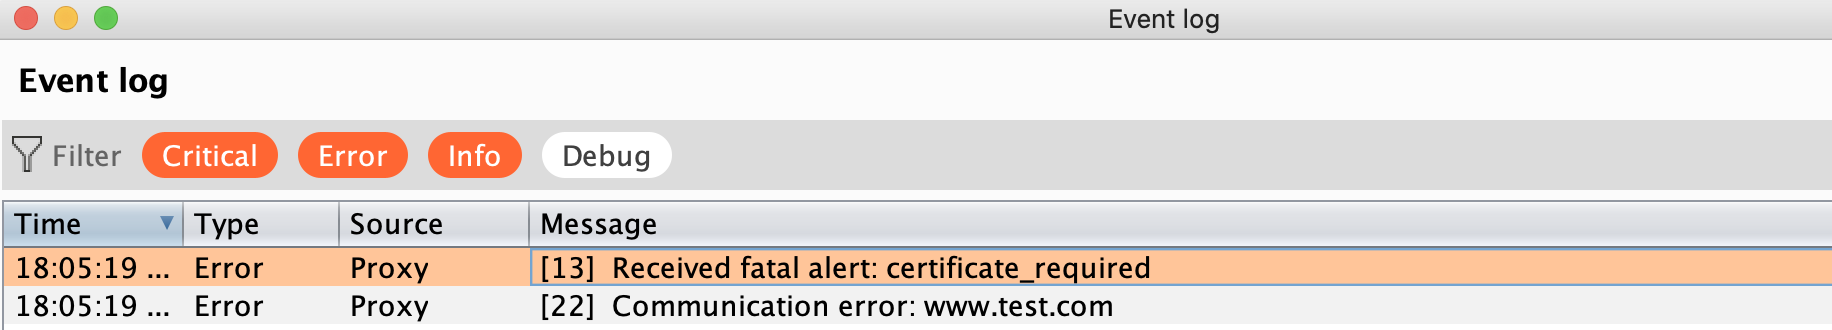 Event log
Event log
Filter Critical Error Info Debug
Time Type Source Message
18:05:19 ... Error Proxy [13] Received fatal alert: certificate_required
18:05:19 ... Error Proxy [22] Communication error: www.test.com